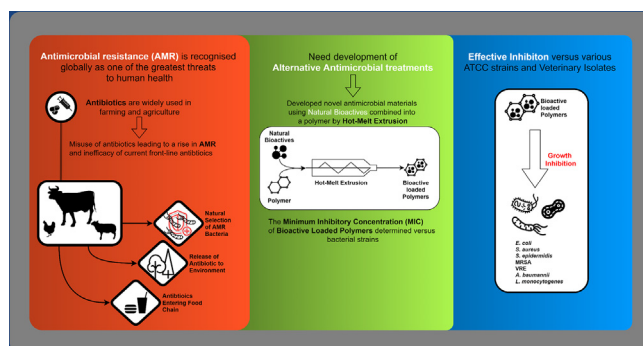 Antimicrobial resistance (AMR) is recognised
globally as one of the greatest threats
to human health
Antibiotics are widely used in
farming and agriculture
Misuse of antibiotics leading to a rise in AMR
and inefficacy of current front-line antibiotics
Natural
Selection
of AMR
Bacteria
Release of
Antibiotic to
Environment
Antibiotics
Entering Food
Chain
Need development of
Alternative Antimicrobial treatments
Developed novel antimicrobial materials
using Natural Bioactives combined into
a polymer by Hot-Melt Extrusion
Natural
Bioactives
Polymer
Hot-Melt Extrusion
Bioactive
loaded
Polymers
The Minimum Inhibitory Concentration (MIC)
of Bioactive Loaded Polymers determined versus
bacterial strains
Effective Inhibiton versus various
ATCC strains and Veterinary Isolates
Bioactive
loaded
Polymers
Growth
Inhibition
E. coli
S. aureus
S. epidermidis
MRSA
VRE
A. baumannii
L. monocytogenes